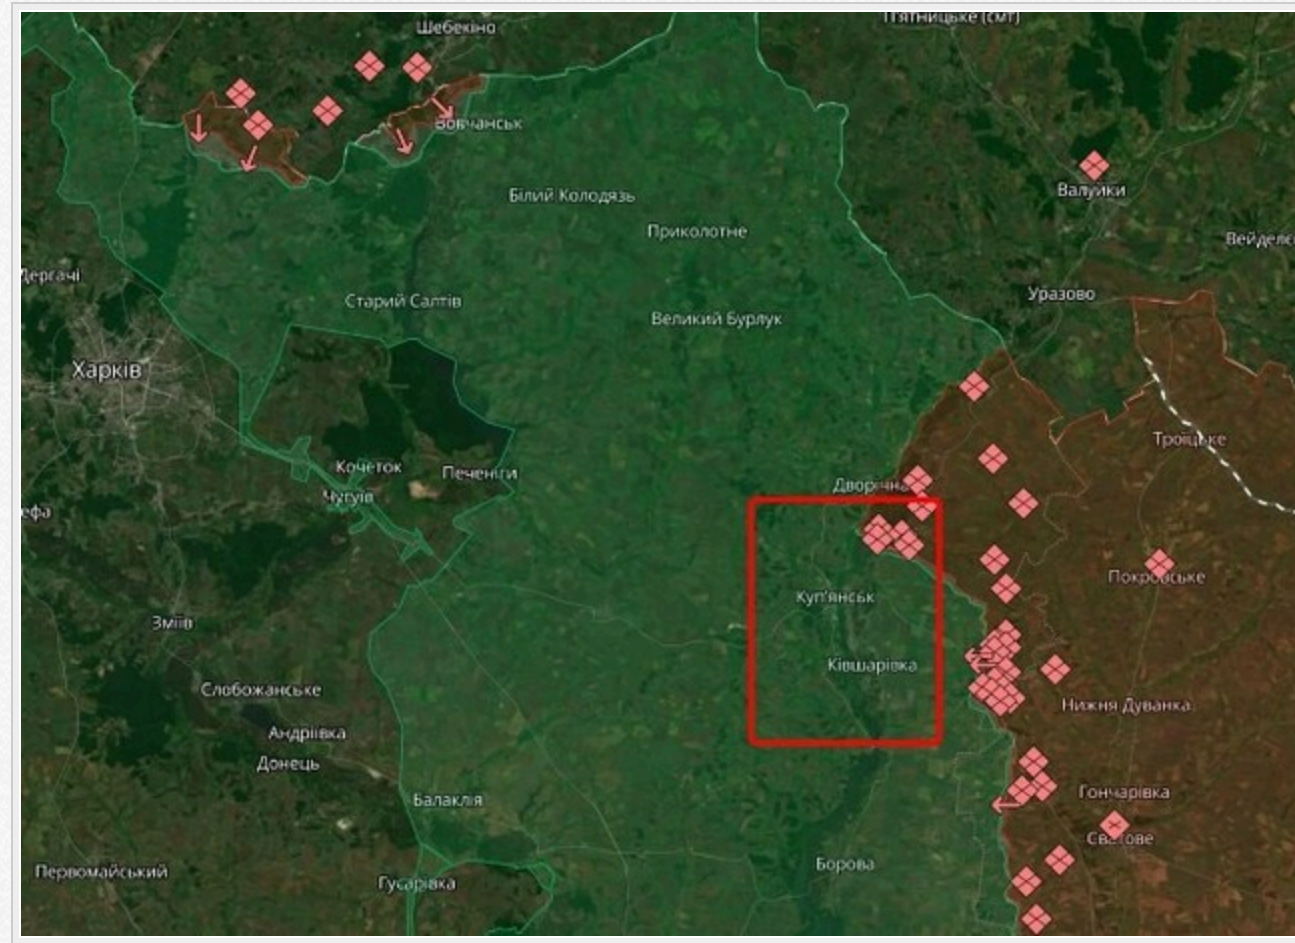 Шебекіно
П'ятницьке (смт)
Вовчанськ
Білий Колодязь
Валуйки
Приколотне
Дергачі
Старий Салтів
Уразово
Великий Бурлук
Харків
Троїцьке
Кочеток
Печеніги
Чугуїв
Дворічна
Покровське
Куп'янськ
Зміїв
Ківшарівка
Слобожанське
Нижня Дуванка
Андріївка
Донець
Гончарівка
Балаклія
Сватове
Борова
Первомайський
Гусарівка